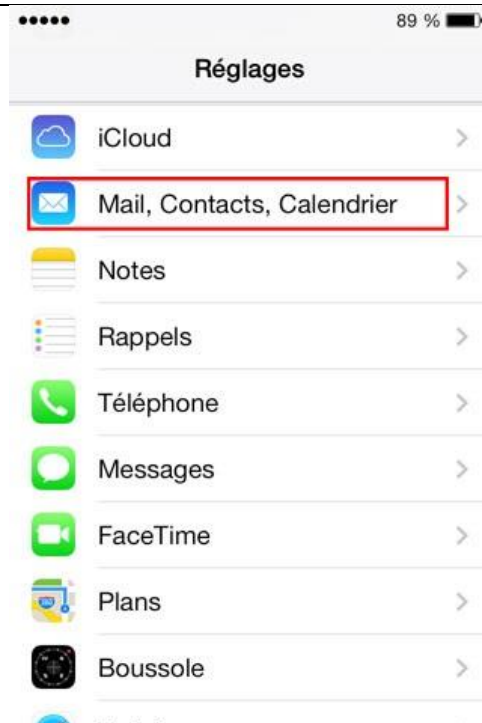 89 %
Réglages
iCloud
Mail, Contacts, Calendrier
Notes
Rappels
Téléphone
Messages
FaceTime
Plans
Boussole